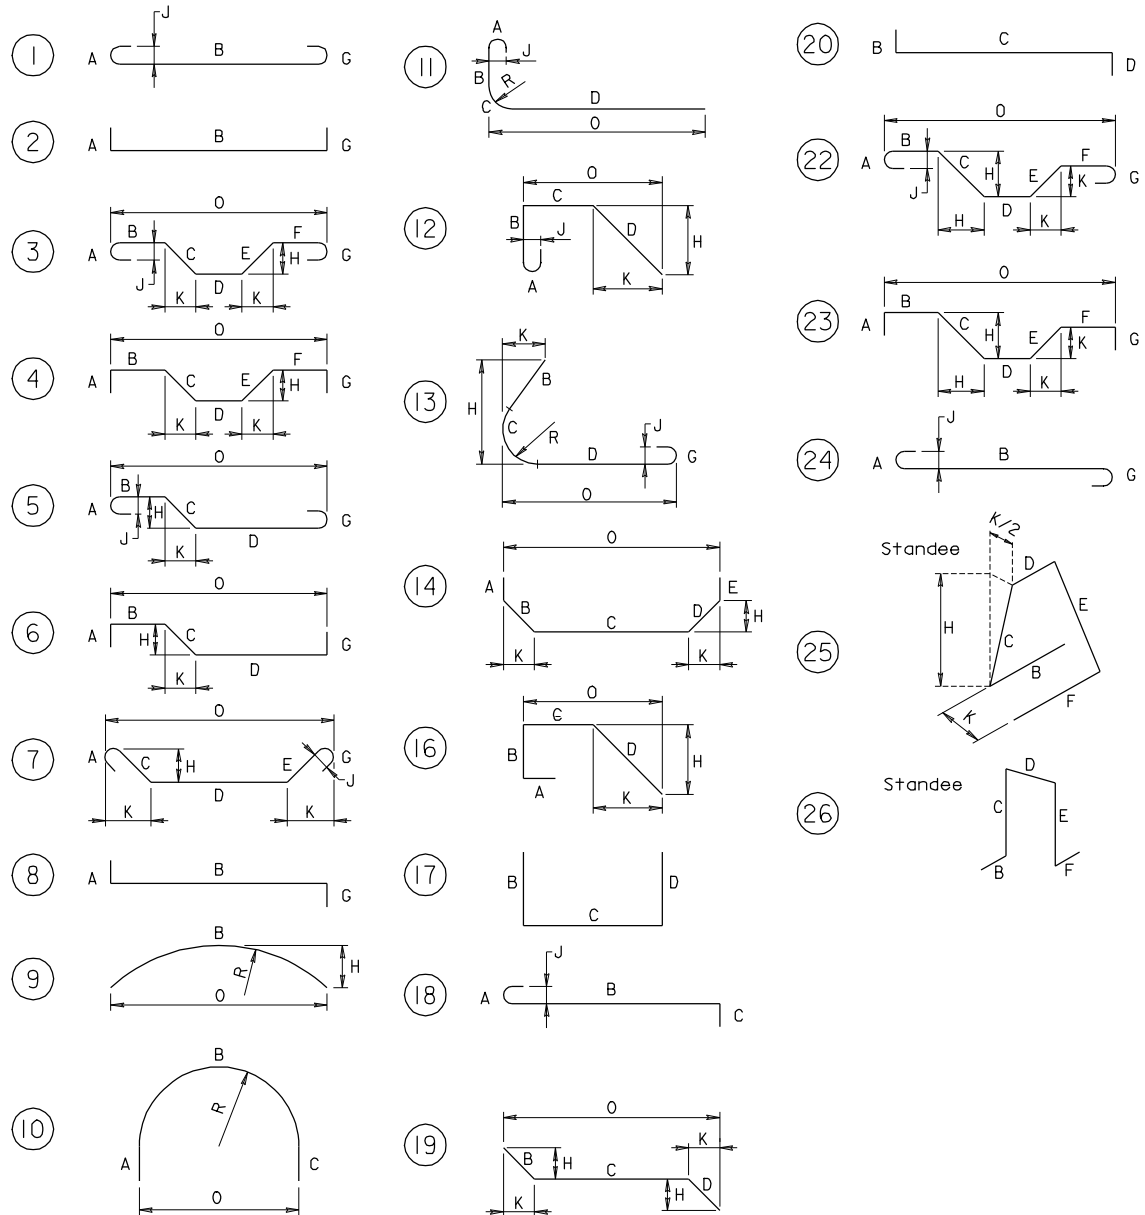 1
J
A B G
2
A B G
3
O
B F
A C E H G
J
K D K
4
O
B F
A C E H G
D
K K
5
O
B
A H C G
J D
K
6
O
B
A H C G
D
K
7
O
A C H E G
J
D
K K
8
A B G
9
B
R H
O
10
B
R
A C
O
11
A
J
B R
C D
O
12
O
C
B D H
J
A K
13
K
B
H
C R J
D G
O
14
O
A E
B D H
C
K K
16
O
C
B D H
A
K
17
B D
C
18
J
A B C
19
O
K
B H C
H D
K
20
B C D
22
O
B F
A C H E K G
J
D
H K
23
O
B F
A C H E K G
D
H K
24
J
A B G
25
Standee
K/2
D
H E
C
B
F
K
26
Standee
D
C E
B F